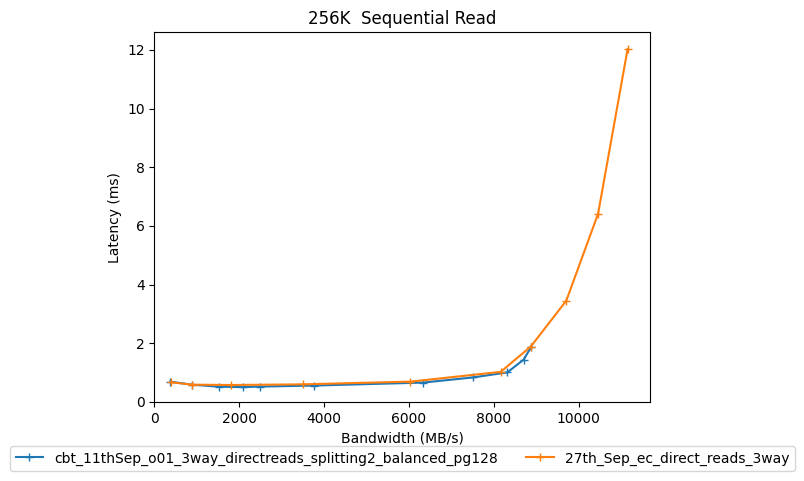 256K  Sequential Read
12
10
8
6
4
2
0
Latency (ms)
0 2000 4000 6000 8000 10000
Bandwidth (MB/s)
cbt_11thSep_o01_3way_directreads_splitting2_balanced_pg128 27th_Sep_ec_direct_reads_3way